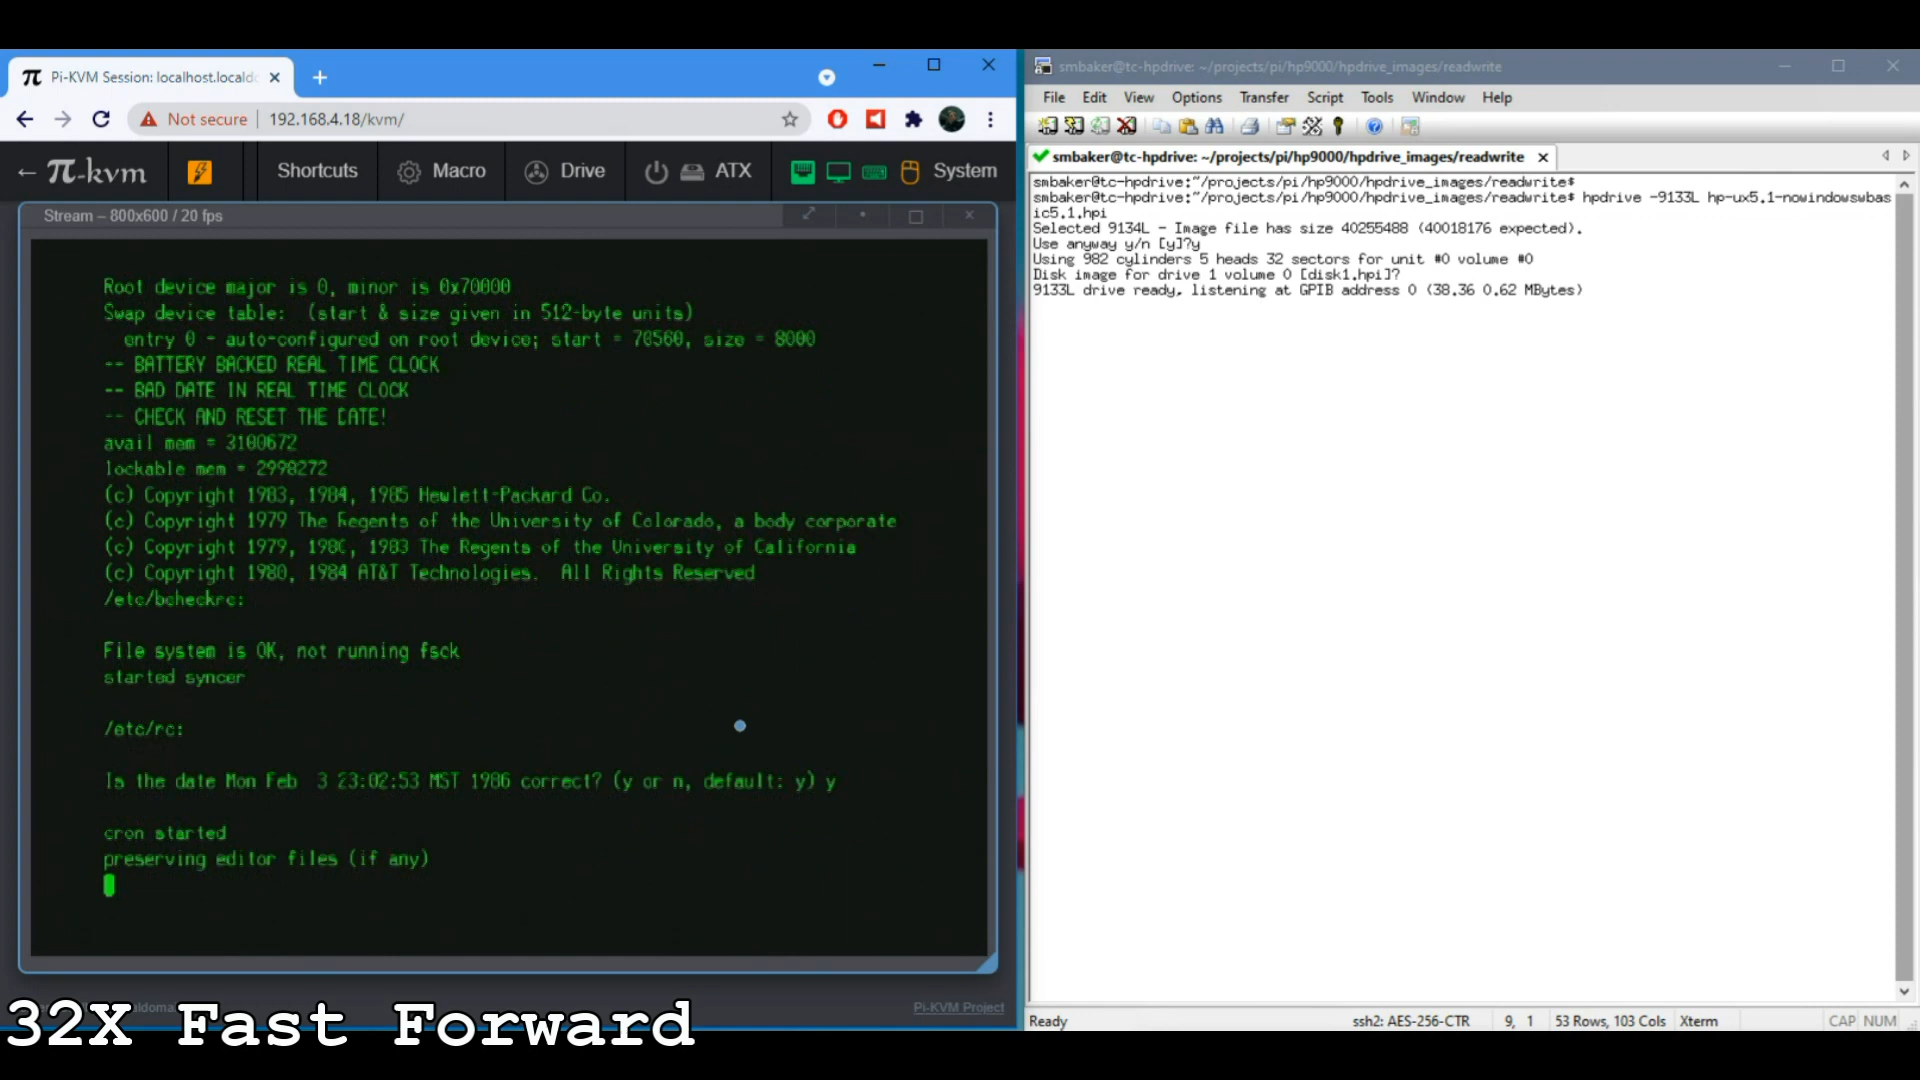 Pi-KVM Session: localhost.locald
Not secure
192.168.4.18/kvm/
π-kvm
Shortcuts
Macro
Drive
ATX
System
Stream – 800x600 / 20 fps
Root device major is 0, minor is 0x70000
Swap device table:  (start & size given in 512-byte units)
entry 0 - auto-configured on root device; start = 70560, size = 8000
-- BATTERY BACKED REAL TIME CLOCK
-- BAD DATE IN REAL TIME CLOCK
-- CHECK AND RESET THE DATE!
avail mem = 3100672
lockable mem = 2998272
(c) Copyright 1983, 1984, 1985 Hewlett-Packard Co.
(c) Copyright 1979 The Regents of the University of Colorado, a body corporate
(c) Copyright 1979, 1980, 1983 The Regents of the University of California
(c) Copyright 1980, 1984 AT&T Technologies.  All Rights Reserved
/etc/bcheckrc:
File system is OK, not running fsck
started syncer
/etc/rc:
Is the date Mon Feb  3 23:02:53 MST 1986 correct? (y or n, default: y) y
cron started
preserving editor files (if any)
Pi-KVM Project
32X Fast Forward
smbaker@tc-hpdrive: ~/projects/pi/hp9000/hpdrive_images/readwrite
File Edit View Options Transfer Script Tools Window Help
smbaker@tc-hpdrive: ~/projects/pi/hp9000/hpdrive_images/readwrite
smbaker@tc-hpdrive:~/projects/pi/hp9000/hpdrive_images/readwrite$
smbaker@tc-hpdrive:~/projects/pi/hp9000/hpdrive_images/readwrite$ hpdrive -9133L hp-ux5.1-nowindowswbas
ic5.1.hpi
Selected 9134L - Image file has size 40255488 (40018176 expected).
Use anyway y/n [y]?y
Using 982 cylinders 5 heads 32 sectors for unit #0 volume #0
Disk image for drive 1 volume 0 [disk1.hpi]?
9133L drive ready, listening at GPIB address 0 (38.36 0.62 MBytes)
Ready
ssh2: AES-256-CTR
9, 1
53 Rows, 103 Cols
Xterm
CAP NUM